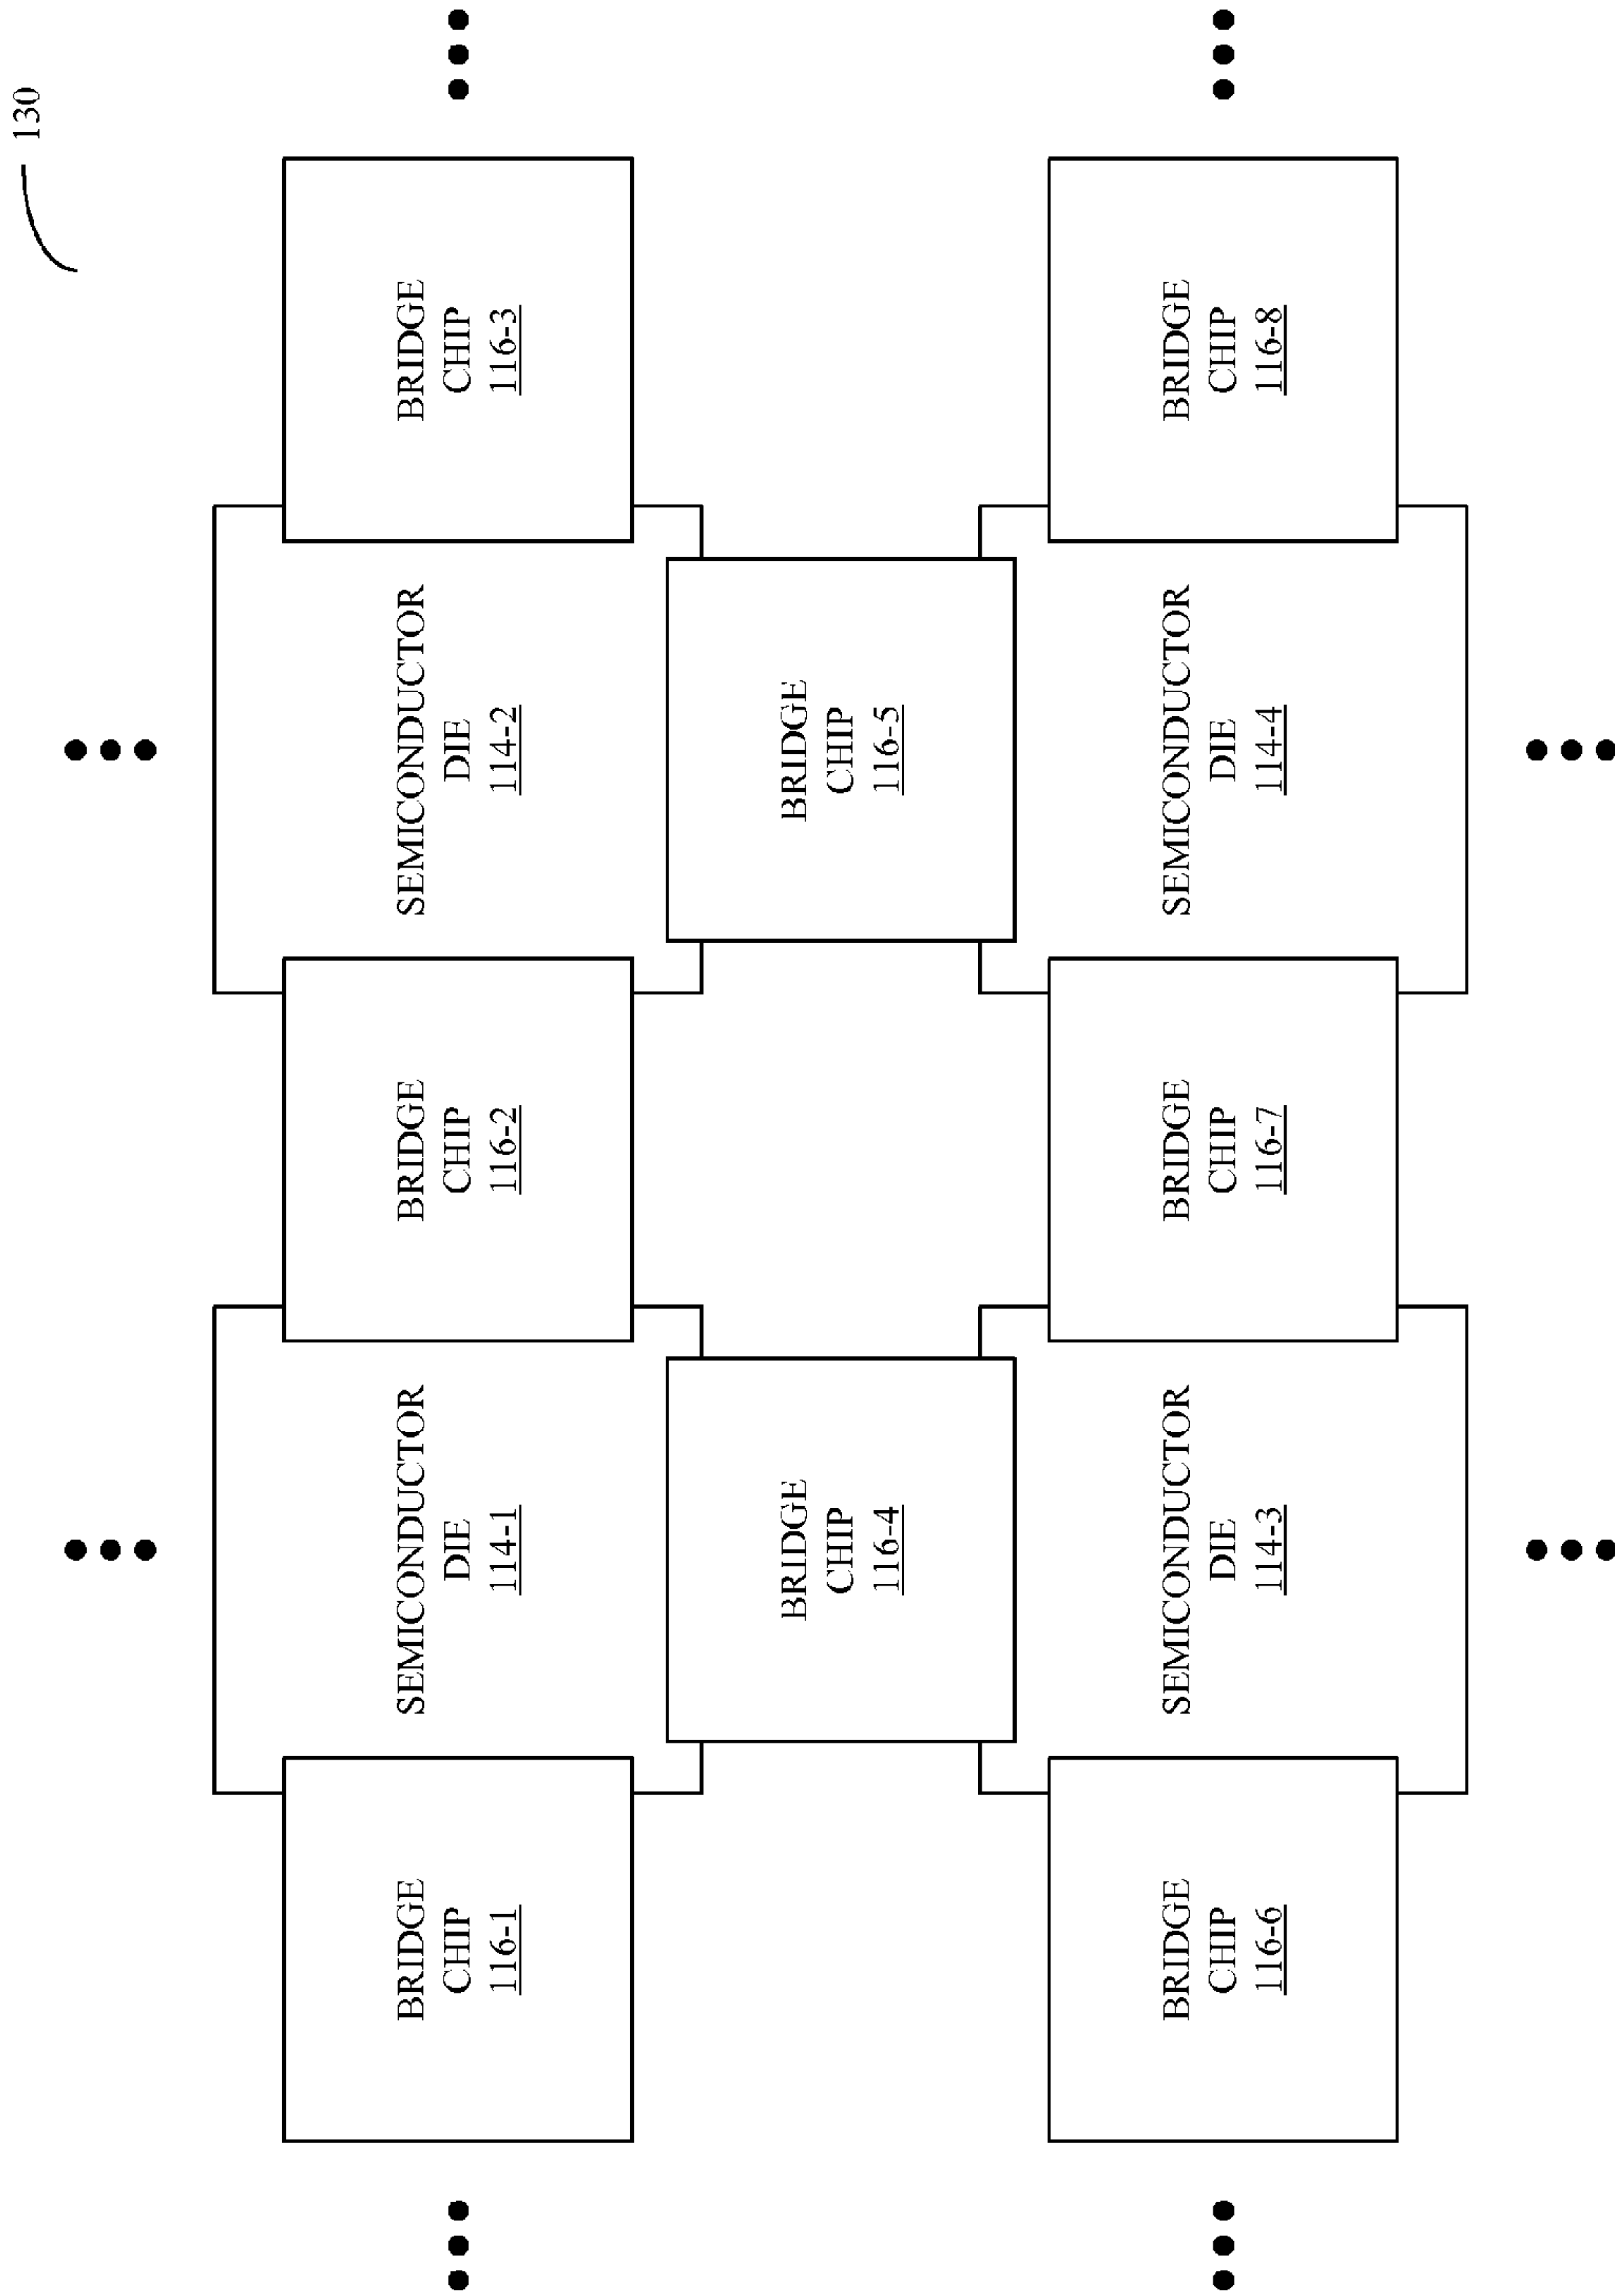 130
BRIDGE
CHIP
116-1
SEMICONDUCTOR
DIE
114-1
BRIDGE
CHIP
116-2
SEMICONDUCTOR
DIE
114-2
BRIDGE
CHIP
116-3
BRIDGE
CHIP
116-4
BRIDGE
CHIP
116-5
BRIDGE
CHIP
116-6
SEMICONDUCTOR
DIE
114-3
BRIDGE
CHIP
116-7
SEMICONDUCTOR
DIE
114-4
BRIDGE
CHIP
116-8